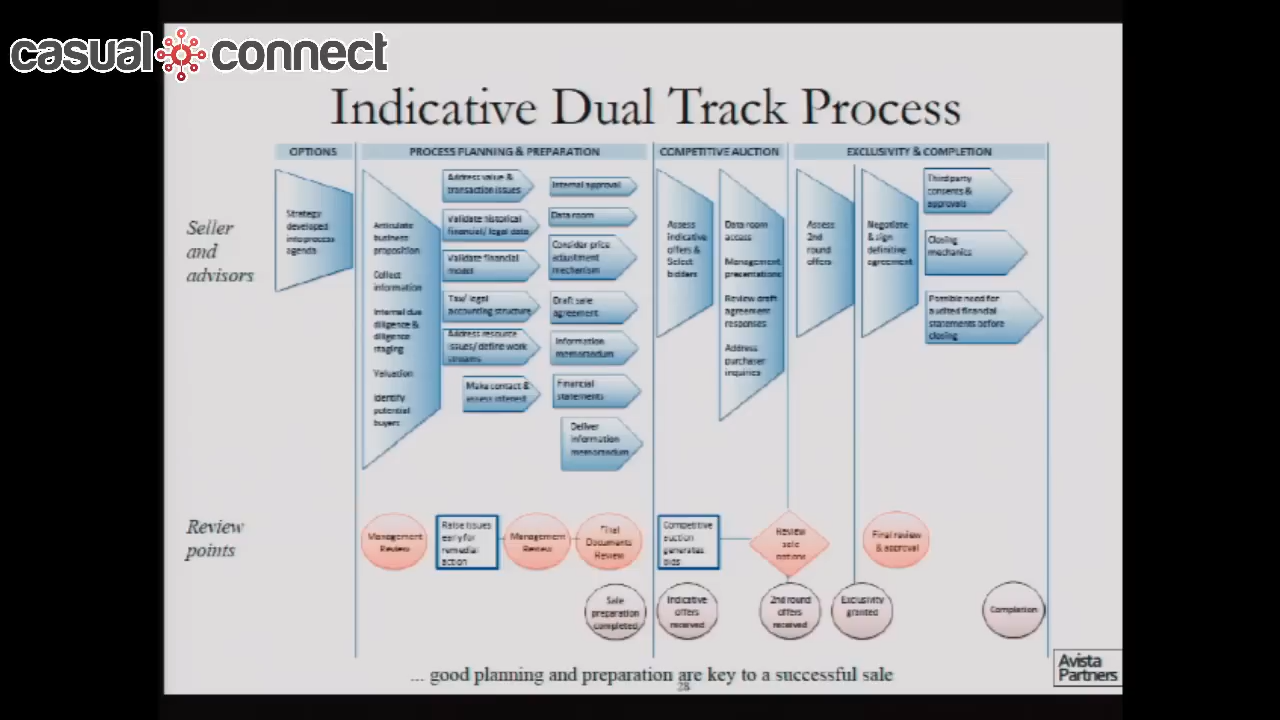 casual connect
Indicative Dual Track Process
OPTIONS
PROCESS PLANNING & PREPARATION
COMPETITIVE AUCTION
EXCLUSIVITY & COMPLETION
Seller
and
advisors
Strategy
developed
into process
agenda
Articulate
business
proposition
Collect
information
Internal due
diligence &
diligence
staging
Valuation
Identify
potential
buyers
Address value &
transaction issues
Validate historical
financial/ legal data
Validate financial
model
Tax/ legal
accounting structure
Address resource
issues/ define work
streams
Make contact &
assess interest
Internal approval
Data room
Consider price
adjustment
mechanism
Draft sale
agreement
Information
memorandum
Financial
statements
Deliver
information
memorandum
Assess
indicative
offers &
Select
bidders
Data room
access
Management
presentations
Review draft
agreement
responses
Address
purchaser
inquiries
Assess
2nd
round
offers
Negotiate
& sign
definitive
agreement
Third party
consents &
approvals
Closing
mechanics
Possible need for
audited financial
statements before
closing
Review
points
Management
Review
Raise issues
early for
remedial
action
Management
Review
Final
Documents
Review
Competitive
auction
generates
bids
Review
sale
options
Final review
& approval
Sale
preparation
completed
Indicative
offers
received
2nd round
offers
received
Exclusivity
granted
Completion
... good planning and preparation are key to a successful sale
28
Avista
Partners